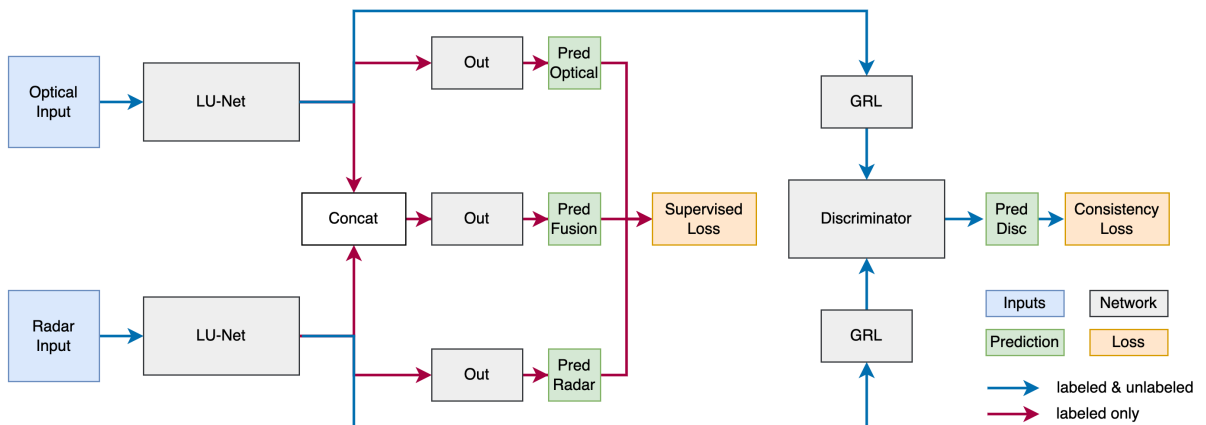 Optical
Input
LU-Net
Out
Pred
Optical
GRL
Concat
Out
Pred
Fusion
Supervised
Loss
Discriminator
Pred
Disc
Consistency
Loss
Radar
Input
LU-Net
Out
Pred
Radar
GRL
Inputs
Network
Prediction
Loss
labeled & unlabeled
labeled only